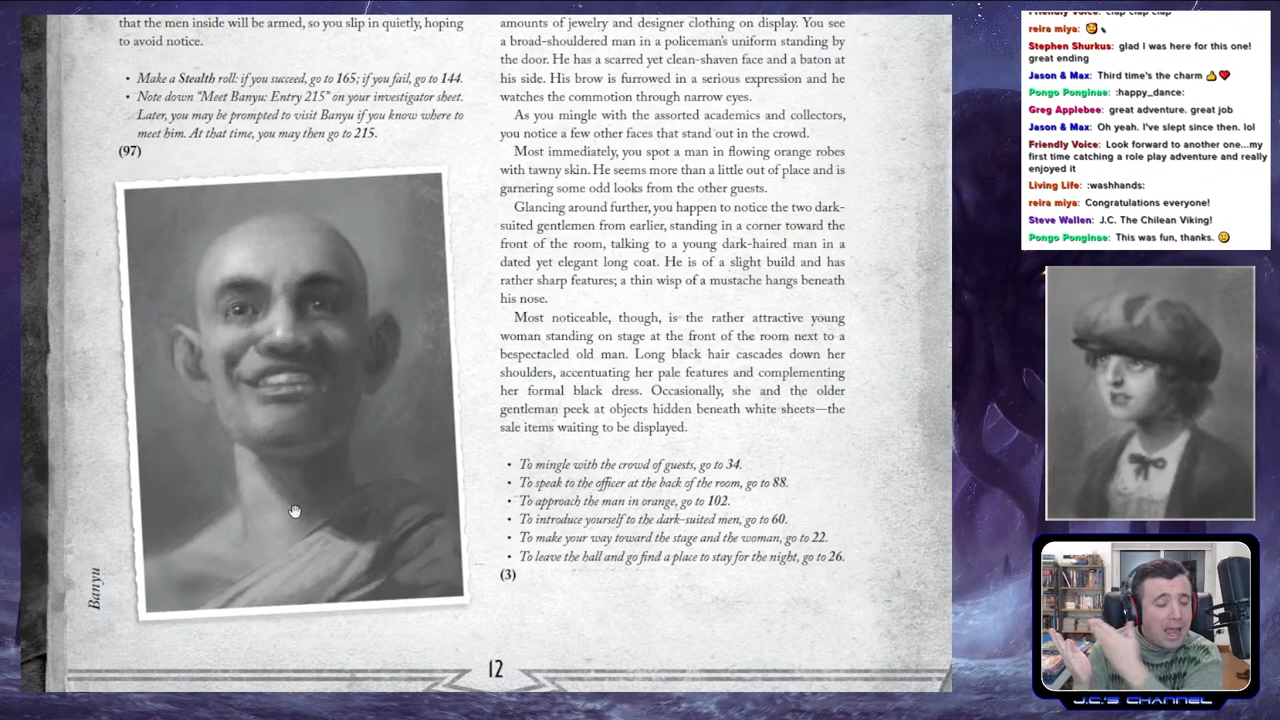 that the men inside will be armed, so you slip in quietly, hoping
to avoid notice.
• Make a Stealth roll: if you succeed, go to 165; if you fail, go to 144.
• Note down "Meet Banyu: Entry 215" on your investigator sheet.
Later, you may be prompted to visit Banyu if you know where to
meet him. At that time, you may then go to 215.
(97)
Banyu
amounts of jewelry and designer clothing on display. You see
a broad-shouldered man in a policeman's uniform standing by
the door. He has a scarred yet clean-shaven face and a baton at
his side. His brow is furrowed in a serious expression and he
watches the commotion through narrow eyes.
As you mingle with the assorted academics and collectors,
you notice a few other faces that stand out in the crowd.
Most immediately, you spot a man in flowing orange robes
with tawny skin. He seems more than a little out of place and is
garnering some odd looks from the other guests.
Glancing around further, you happen to notice the two dark-
suited gentlemen from earlier, standing in a corner toward the
front of the room, talking to a young dark-haired man in a
dated yet elegant long coat. He is of a slight build and has
rather sharp features; a thin wisp of a mustache hangs beneath
his nose.
Most noticeable, though, is the rather attractive young
woman standing on stage at the front of the room next to a
bespectacled old man. Long black hair cascades down her
shoulders, accentuating her pale features and complementing
her formal black dress. Occasionally, she and the older
gentleman peek at objects hidden beneath white sheets—the
sale items waiting to be displayed.
• To mingle with the crowd of guests, go to 34.
• To speak to the officer at the back of the room, go to 88.
• To approach the man in orange, go to 102.
• To introduce yourself to the dark-suited men, go to 60.
• To make your way toward the stage and the woman, go to 22.
• To leave the hall and go find a place to stay for the night, go to 26.
(3)
12
Friendly Voice: clap clap clap
reira miya:
Stephen Shurkus: glad I was here for this one!
great ending
Jason & Max: Third time's the charm
Pongo Ponginae: :happy_dance:
Greg Applebee: great adventure. great job
Jason & Max: Oh yeah. I've slept since then. lol
Friendly Voice: Look forward to another one...my
first time catching a role play adventure and really
enjoyed it
Living Life: :washhands:
reira miya: Congratulations everyone!
Steve Wallen: J.C. The Chilean Viking!
Pongo Ponginae: This was fun, thanks.
J.C.'S CHANNEL